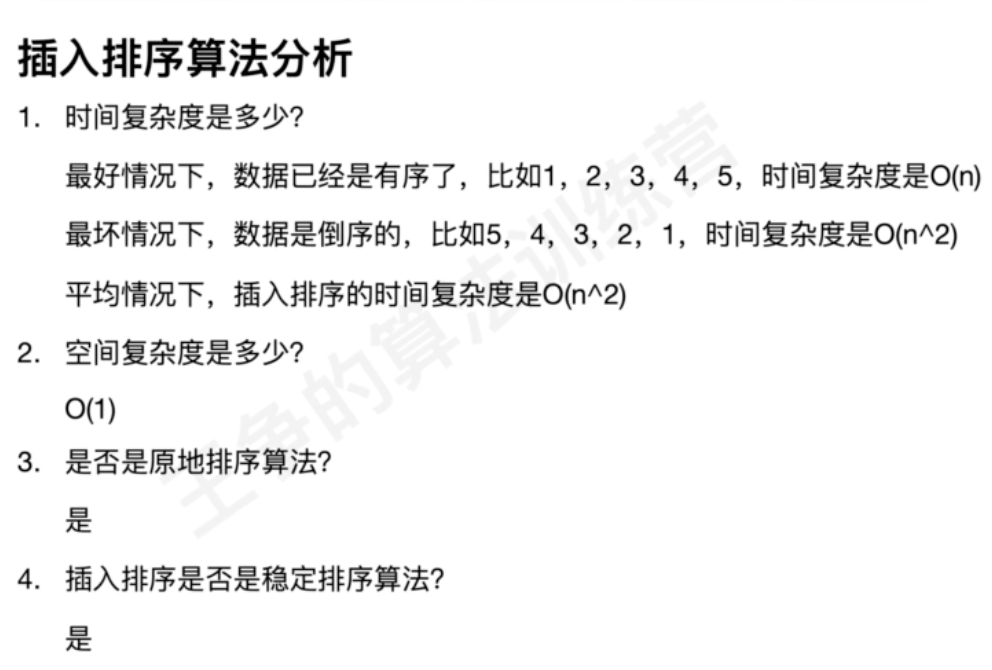 插入排序算法分析
1. 时间复杂度是多少?
最好情况下，数据已经是有序了，比如1，2，3，4，5，时间复杂度是O(n)
最坏情况下，数据是倒序的，比如5，4，3，2，1，时间复杂度是O(n^2)
平均情况下，插入排序的时间复杂度是O(n^2)
2. 空间复杂度是多少?
O(1)
3. 是否是原地排序算法?
是
4. 插入排序是否是稳定排序算法?
是
王争的算法训练营